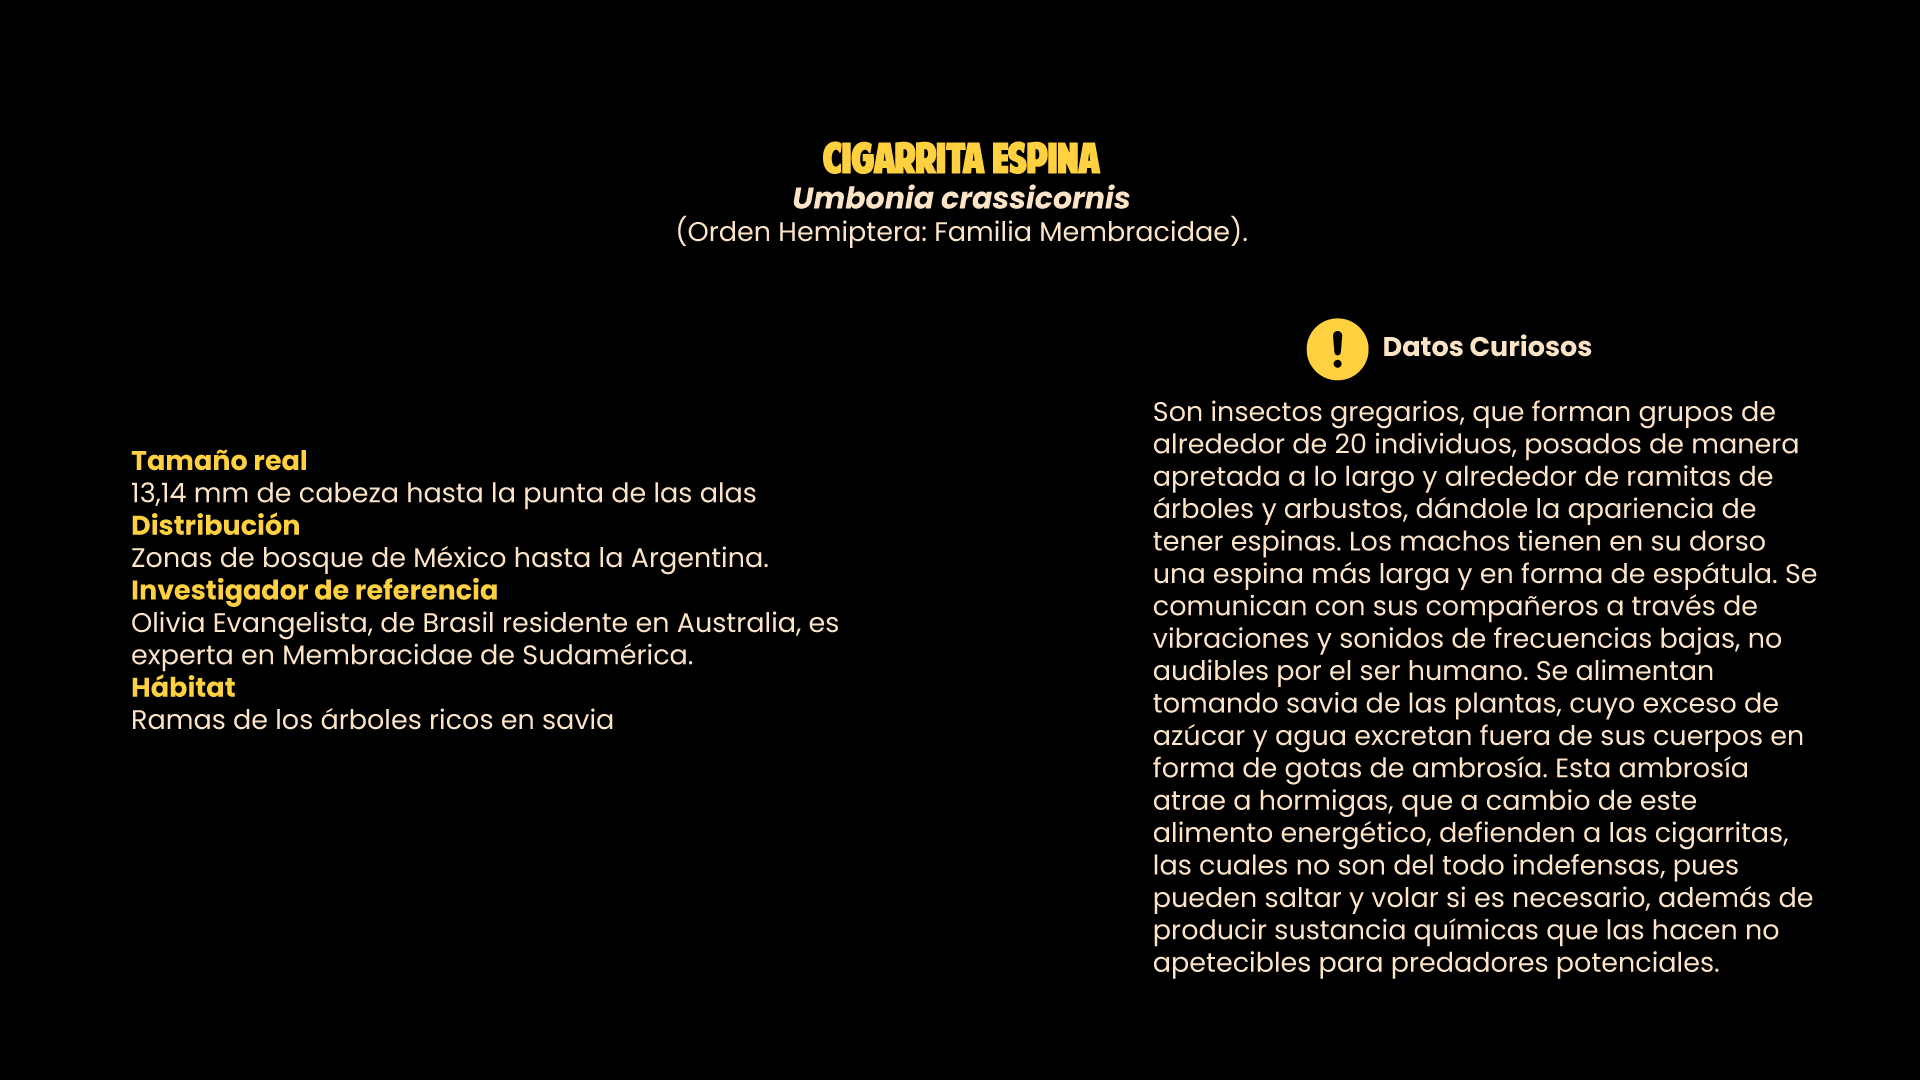 CIGARRITA ESPINA
Umbonia crassicornis
(Orden Hemiptera: Familia Membracidae).
Tamaño real
13,14 mm de cabeza hasta la punta de las alas
Distribución
Zonas de bosque de México hasta la Argentina.
Investigador de referencia
Olivia Evangelista, de Brasil residente en Australia, es
experta en Membracidae de Sudamérica.
Hábitat
Ramas de los árboles ricos en savia
Datos Curiosos
Son insectos gregarios, que forman grupos de
alrededor de 20 individuos, posados de manera
apretada a lo largo y alrededor de ramitas de
árboles y arbustos, dándole la apariencia de
tener espinas. Los machos tienen en su dorso
una espina más larga y en forma de espátula. Se
comunican con sus compañeros a través de
vibraciones y sonidos de frecuencias bajas, no
audibles por el ser humano. Se alimentan
tomando savia de las plantas, cuyo exceso de
azúcar y agua excretan fuera de sus cuerpos en
forma de gotas de ambrosía. Esta ambrosía
atrae a hormigas, que a cambio de este
alimento energético, defienden a las cigarritas,
las cuales no son del todo indefensas, pues
pueden saltar y volar si es necesario, además de
producir sustancia químicas que las hacen no
apetecibles para predadores potenciales.